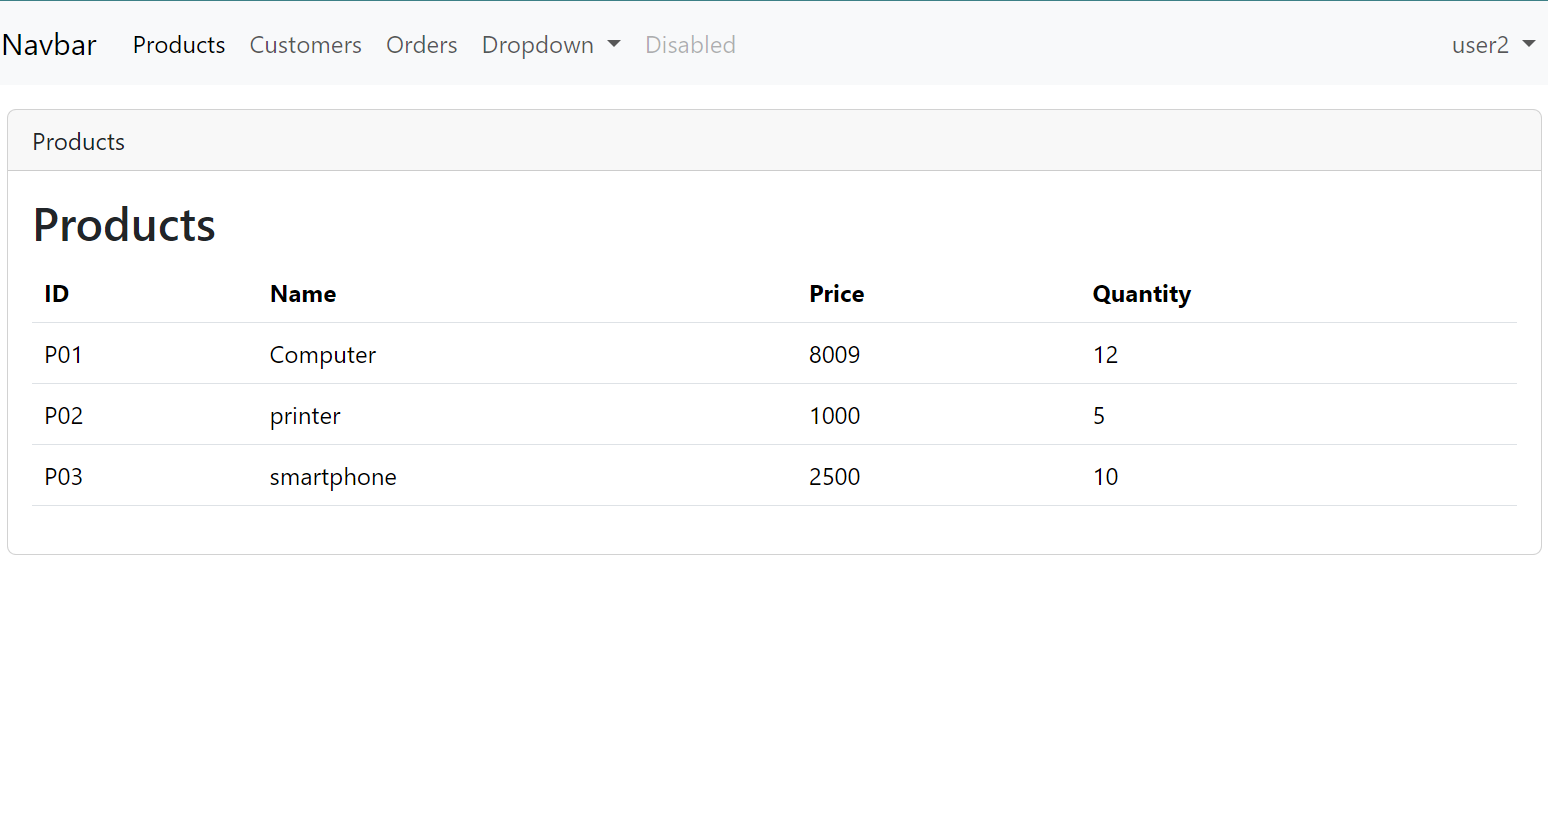 Navbar Products Customers Orders Dropdown Disabled user2
Products
Products
ID Name Price Quantity
P01 Computer 8009 12
P02 printer 1000 5
P03 smartphone 2500 10